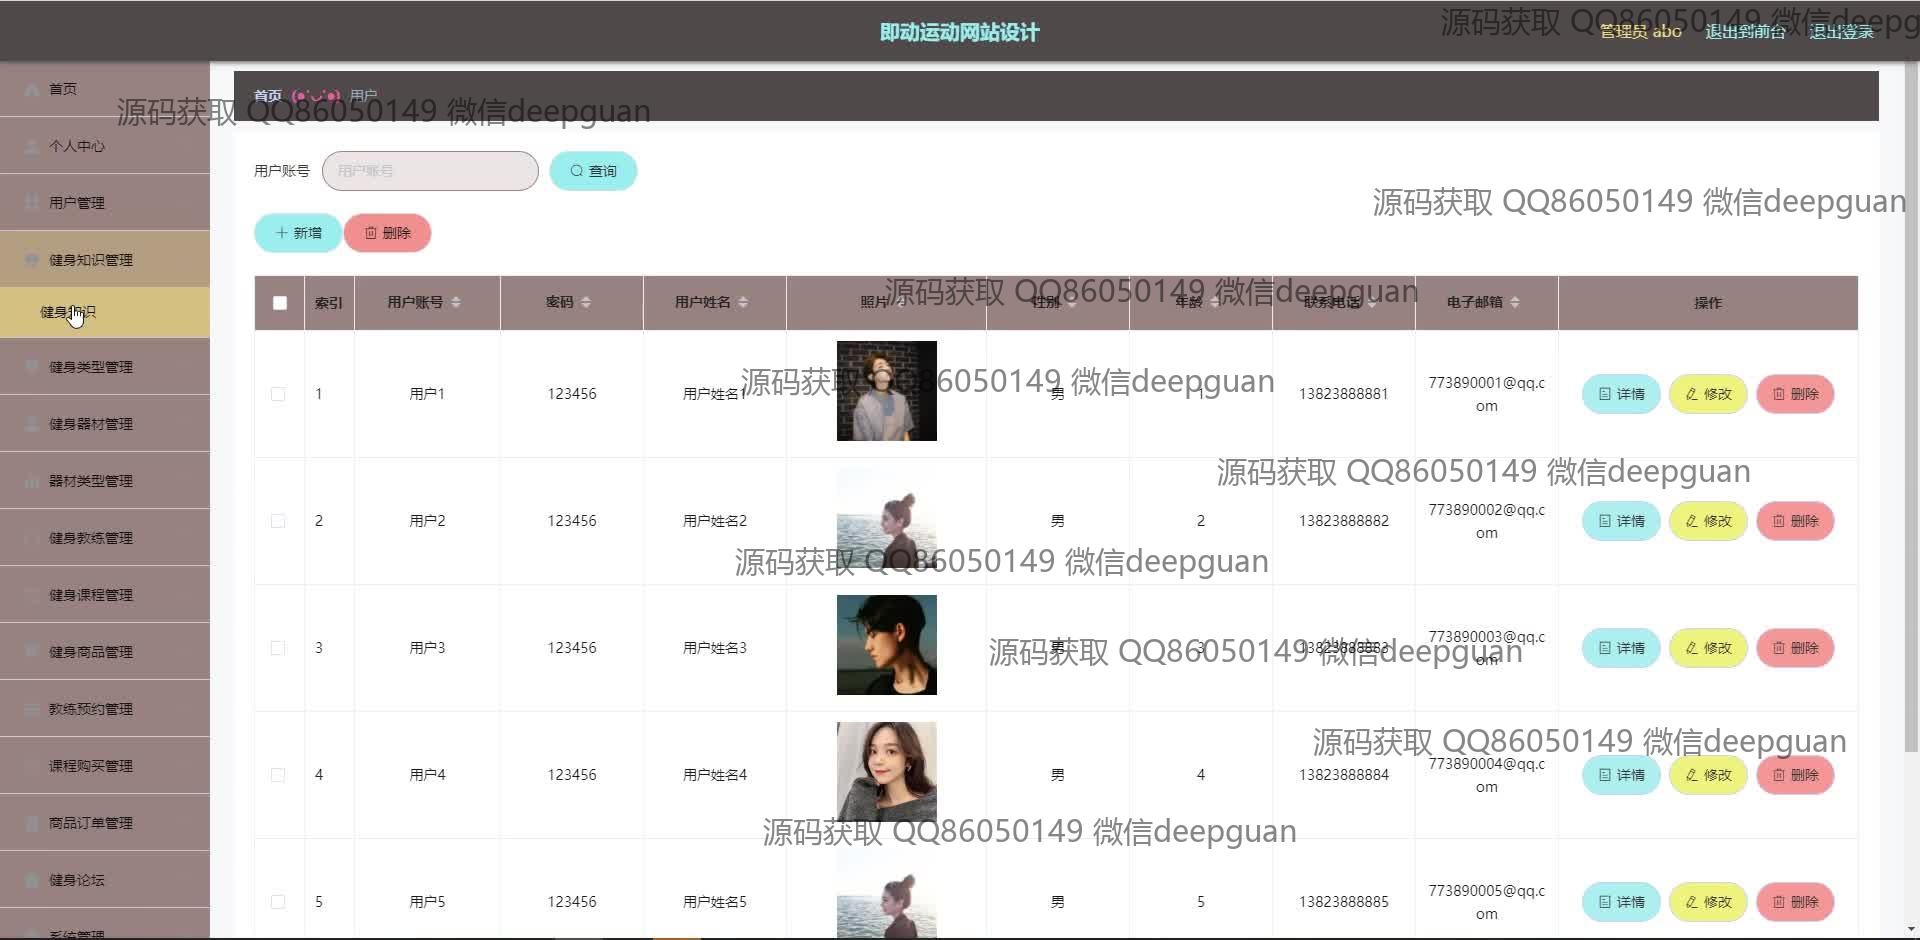 即动运动网站设计
管理员 abo 退出到前台 退出登录
源码获取 QQ86050149 微信deepg
首页
首页 (●'◡'●) 用户
源码获取 QQ86050149 微信deepguan
个人中心
用户账号 用户账号 查询
源码获取 QQ86050149 微信deepguan
用户管理
新增 删除
健身知识管理
索引 用户账号 密码 用户姓名 照片 性别 年龄 联系电话 电子邮箱 操作
源码获取 QQ86050149 微信deepguan
健身知识
健身类型管理
1 用户1 123456 用户姓名1 男 1 13823888881 773890001@qq.com 详情 修改 删除
源码获取 QQ86050149 微信deepguan
健身器材管理
源码获取 QQ86050149 微信deepguan
器材类型管理
2 用户2 123456 用户姓名2 男 2 13823888882 773890002@qq.com 详情 修改 删除
健身教练管理
源码获取 QQ86050149 微信deepguan
健身课程管理
3 用户3 123456 用户姓名3 男 3 13823888883 773890003@qq.com 详情 修改 删除
源码获取 QQ86050149 微信deepguan
健身商品管理
教练预约管理
源码获取 QQ86050149 微信deepguan
课程购买管理
4 用户4 123456 用户姓名4 男 4 13823888884 773890004@qq.com 详情 修改 删除
商品订单管理
源码获取 QQ86050149 微信deepguan
健身论坛
5 用户5 123456 用户姓名5 男 5 13823888885 773890005@qq.com 详情 修改 删除
系统管理